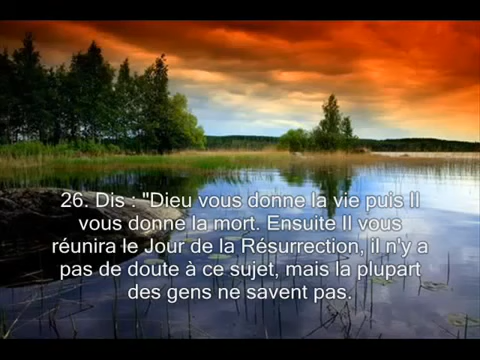 26. Dis : "Dieu vous donne la vie puis Il
vous donne la mort. Ensuite Il vous
réunira le Jour de la Résurrection, il n'y a
pas de doute à ce sujet, mais la plupart
des gens ne savent pas.